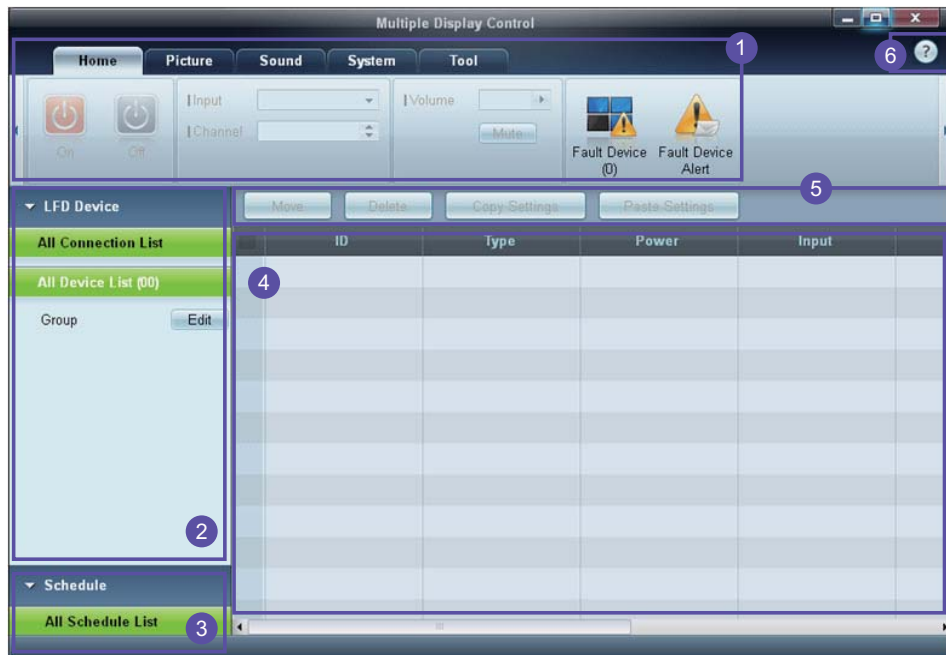 Multiple Display Control
Home Picture Sound System Tool
1
6
?
Input
Volume
Channel
Mute
On Off
Fault Device (0)
Fault Device Alert
5
LFD Device
Move Delete Copy Settings Paste Settings
All Connection List
ID Type Power Input
All Device List (00)
4
Group Edit
2
Schedule
All Schedule List
3